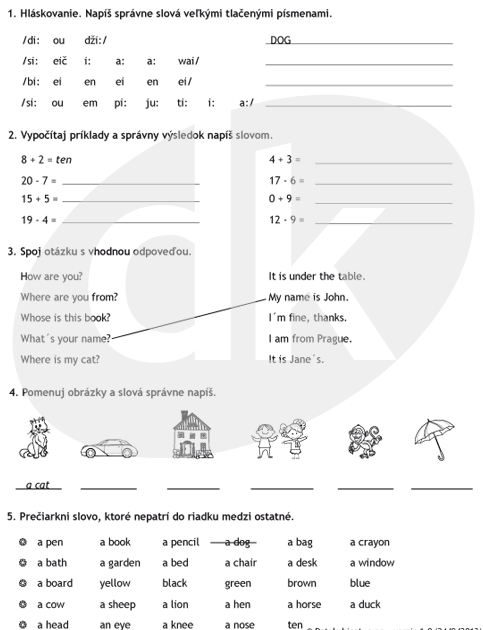 1. Hláskovanie. Napíš správne slová veľkými tlačenými písmenami.
/di: ou dži:/ DOG
/si: eič i: a: a: wai/
/bi: ei en ei en ei/
/si: ou em pi: ju: ti: i: a:/
2. Vypočítaj príklady a správny výsledok napíš slovom.
8 + 2 = ten 4 + 3 =
20 - 7 = 17 - 6 =
15 + 5 = 0 + 9 =
19 - 4 = 12 - 9 =
3. Spoj otázku s vhodnou odpoveďou.
How are you? It is under the table.
Where are you from? My name is John.
Whose is this book? I´m fine, thanks.
What´s your name? I am from Prague.
Where is my cat? It is Jane´s.
4. Pomenuj obrázky a slová správne napíš.
a cat
5. Prečiarkni slovo, ktoré nepatrí do riadku medzi ostatné.
a pen a book a pencil a dog a bag a crayon
a bath a garden a bed a chair a desk a window
a board yellow black green brown blue
a cow a sheep a lion a hen a horse a duck
a head an eye a knee a nose ten